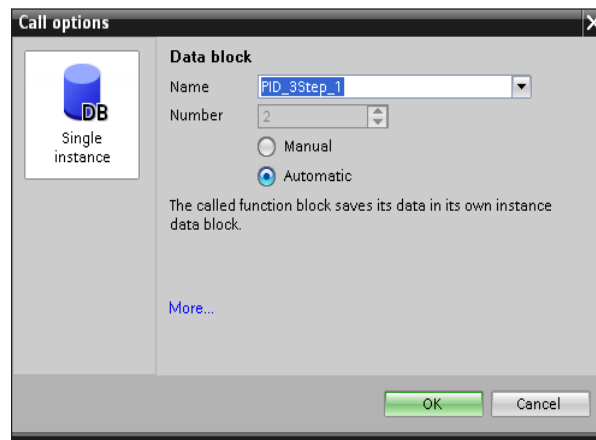 Call options
DB
Single
instance
Data block
Name
PID_3Step_1
Number
2
Manual
Automatic
The called function block saves its data in its own instance
data block.
More...
OK
Cancel